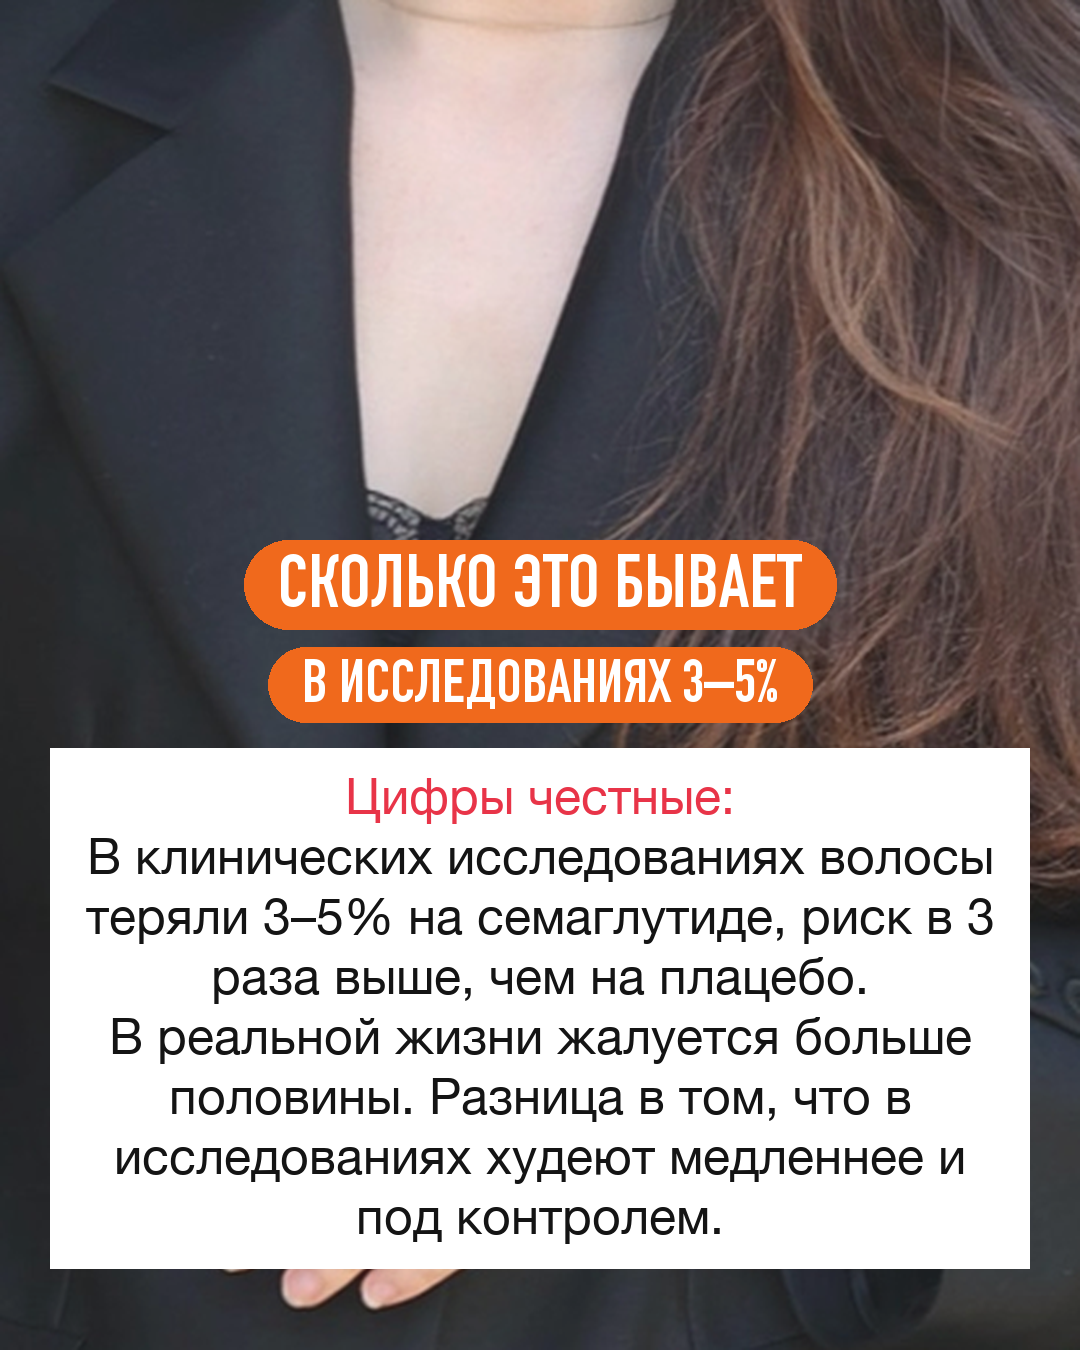 СКОЛЬКО ЭТО БЫВАЕТ
В ИССЛЕДОВАНИЯХ 3–5%
Цифры честные:
В клинических исследованиях волосы
теряли 3–5% на семаглутиде, риск в 3
раза выше, чем на плацебо.
В реальной жизни жалуется больше
половины. Разница в том, что в
исследованиях худеют медленнее и
под контролем.